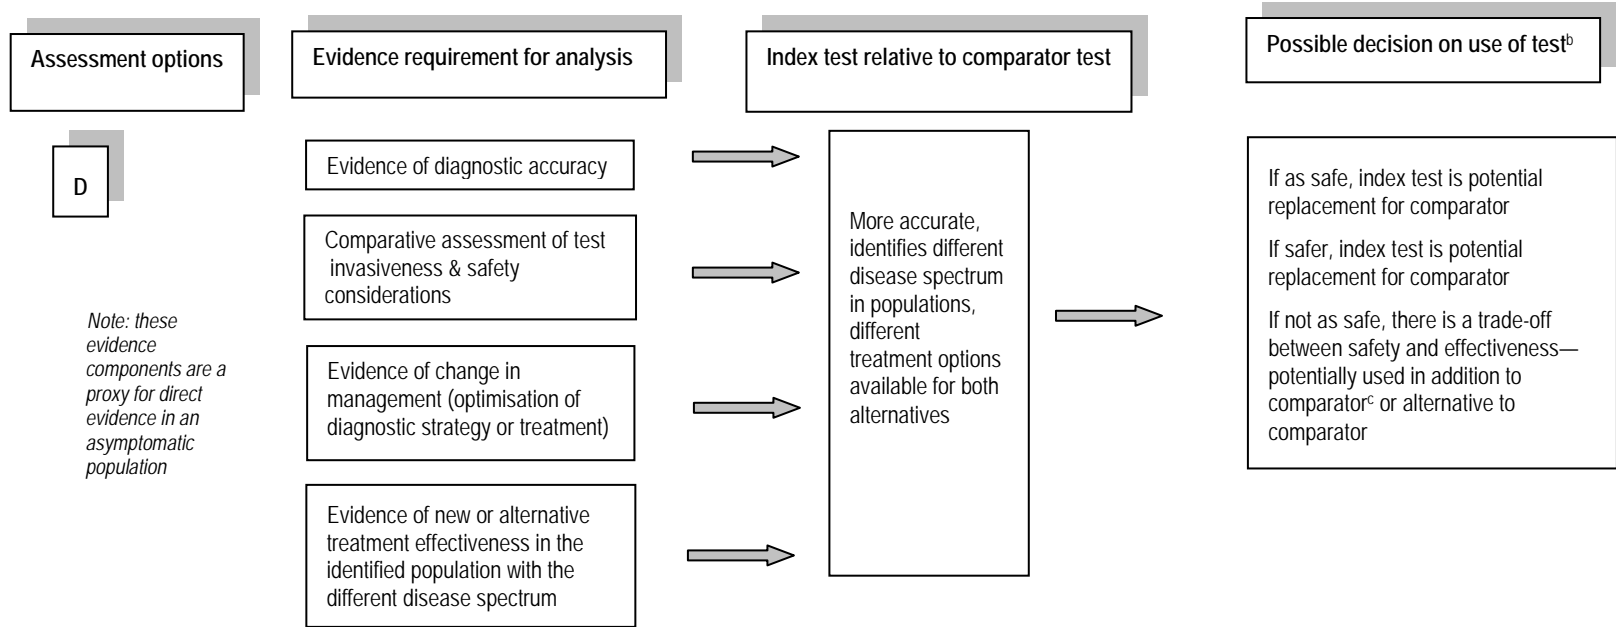 Assessment options
Evidence requirement for analysis
Index test relative to comparator test
Possible decision on use of testᵇ
D
Note: these
evidence
components are a
proxy for direct
evidence in an
asymptomatic
population
Evidence of diagnostic accuracy
Comparative assessment of test
invasiveness & safety
considerations
Evidence of change in
management (optimisation of
diagnostic strategy or treatment)
Evidence of new or alternative
treatment effectiveness in the
identified population with the
different disease spectrum
More accurate,
identifies different
disease spectrum
in populations,
different
treatment options
available for both
alternatives
If as safe, index test is potential
replacement for comparator
If safer, index test is potential
replacement for comparator
If not as safe, there is a trade-off
between safety and effectiveness—
potentially used in addition to
comparatorᶜ or alternative to
comparator